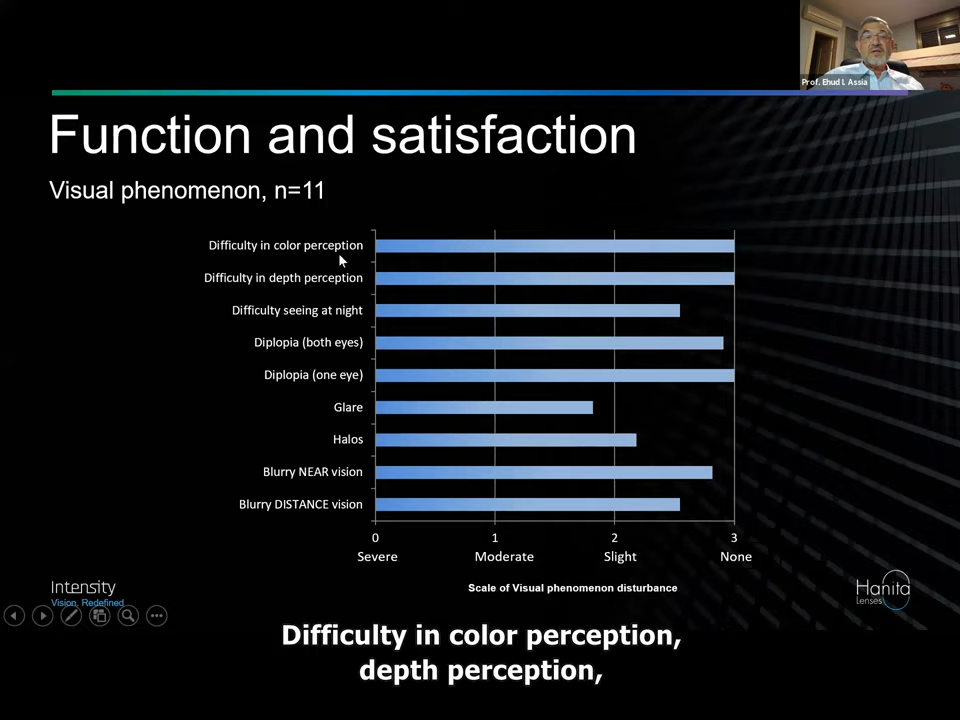 Prof. Ehud I. Assia
Function and satisfaction
Visual phenomenon, n=11
Difficulty in color perception
Difficulty in depth perception
Difficulty seeing at night
Diplopia (both eyes)
Diplopia (one eye)
Glare
Halos
Blurry NEAR vision
Blurry DISTANCE vision
0 1 2 3
Severe Moderate Slight None
Scale of Visual phenomenon disturbance
Intensity
Vision, Redefined
Hanita
Lenses
Difficulty in color perception,
depth perception,